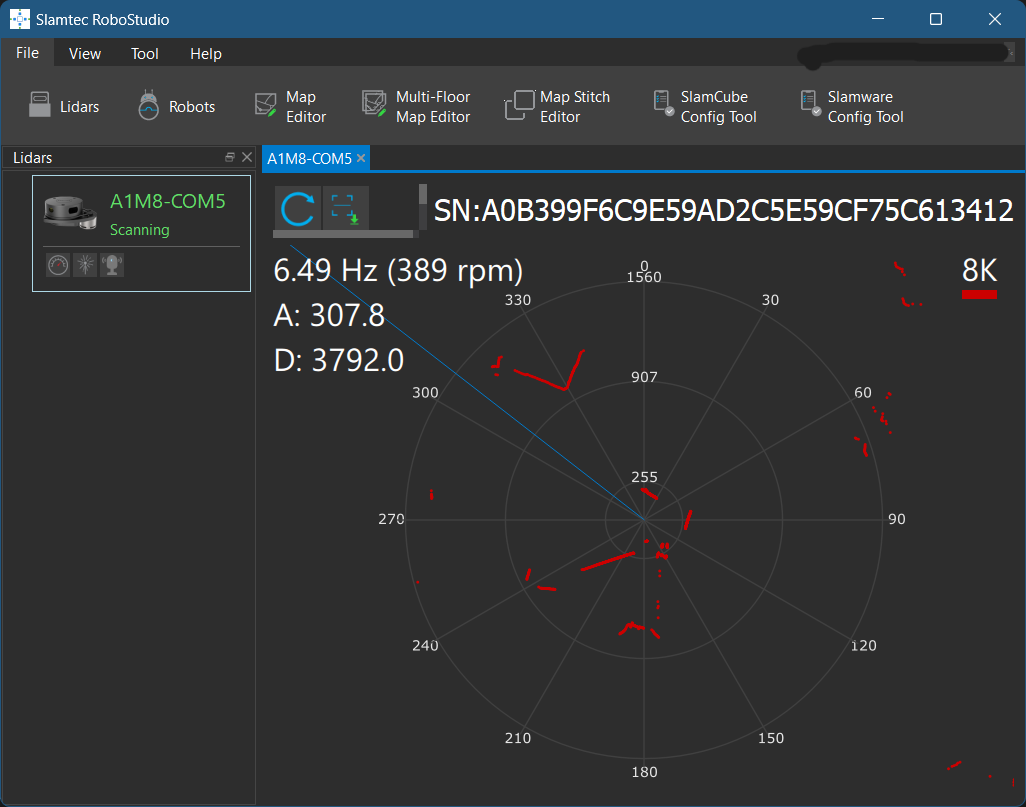 Slamtec RoboStudio
File View Tool Help
Lidars
Robots
Map
Editor
Multi-Floor
Map Editor
Map Stitch
Editor
SlamCube
Config Tool
Slamware
Config Tool
Lidars
A1M8-COM5
A1M8-COM5
Scanning
SN:A0B399F6C9E59AD2C5E59CF75C613412
6.49 Hz (389 rpm)
A: 307.8
D: 3792.0
8K
0
1560
330
30
907
300
60
255
270
90
240
120
210
150
180